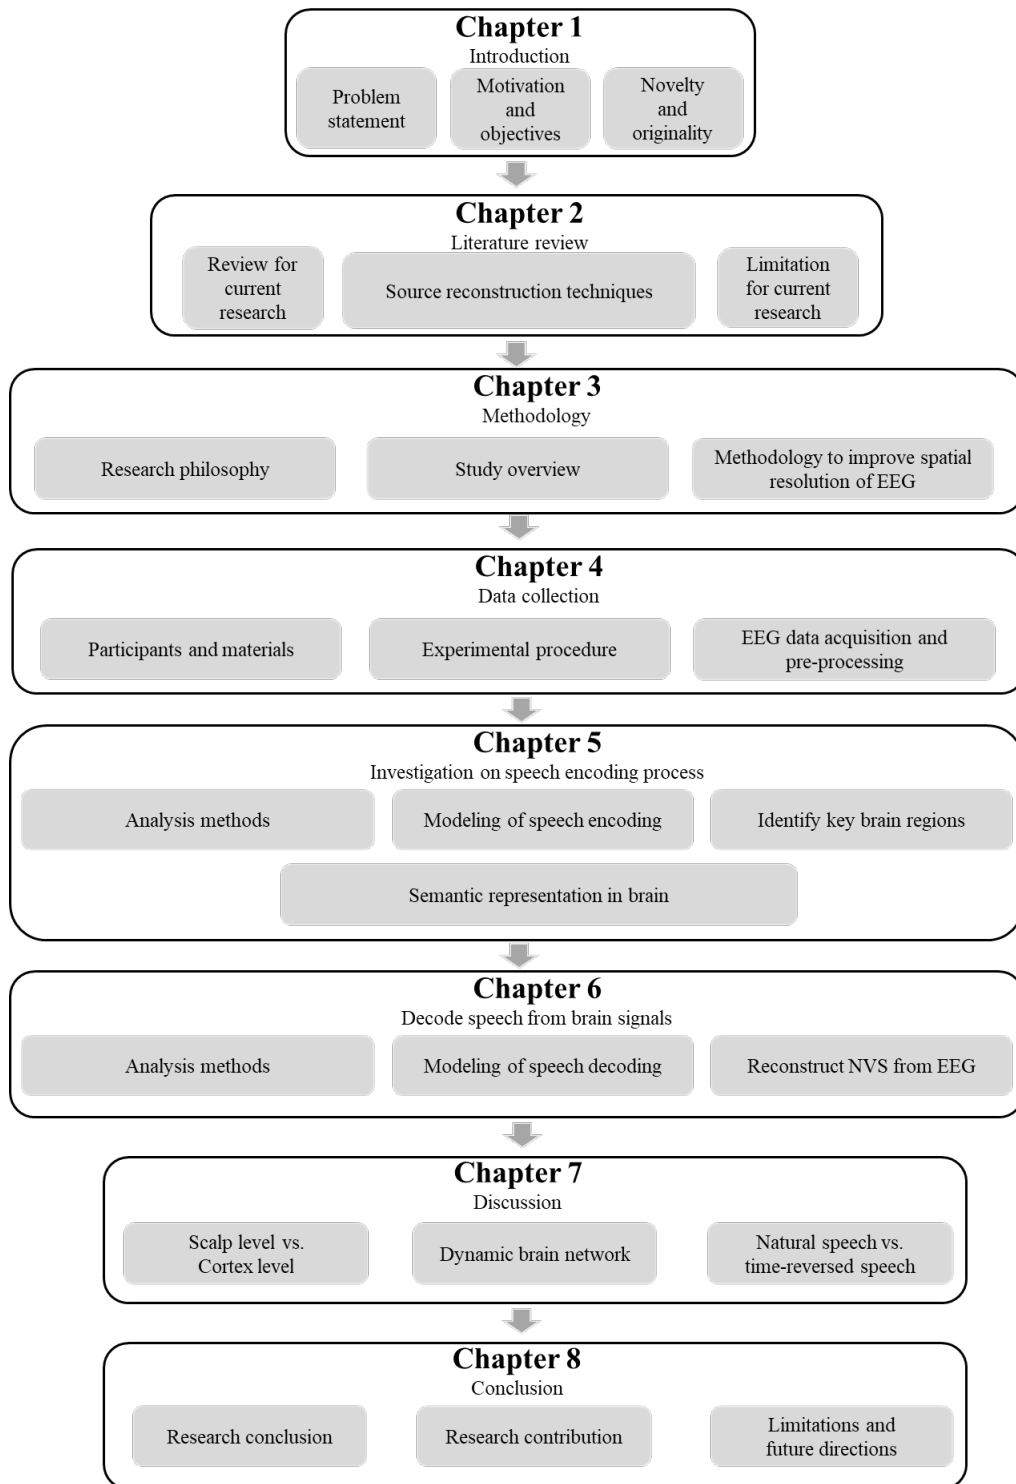 Chapter 1
Introduction
Problem
statement
Motivation
and
objectives
Novelty
and
originality
Chapter 2
Literature review
Review for
current
research
Source reconstruction techniques
Limitation
for current
research
Chapter 3
Methodology
Research philosophy
Study overview
Methodology to improve spatial
resolution of EEG
Chapter 4
Data collection
Participants and materials
Experimental procedure
EEG data acquisition and
pre-processing
Chapter 5
Investigation on speech encoding process
Analysis methods
Modeling of speech encoding
Identify key brain regions
Semantic representation in brain
Chapter 6
Decode speech from brain signals
Analysis methods
Modeling of speech decoding
Reconstruct NVS from EEG
Chapter 7
Discussion
Scalp level vs.
Cortex level
Dynamic brain network
Natural speech vs.
time-reversed speech
Chapter 8
Conclusion
Research conclusion
Research contribution
Limitations and
future directions